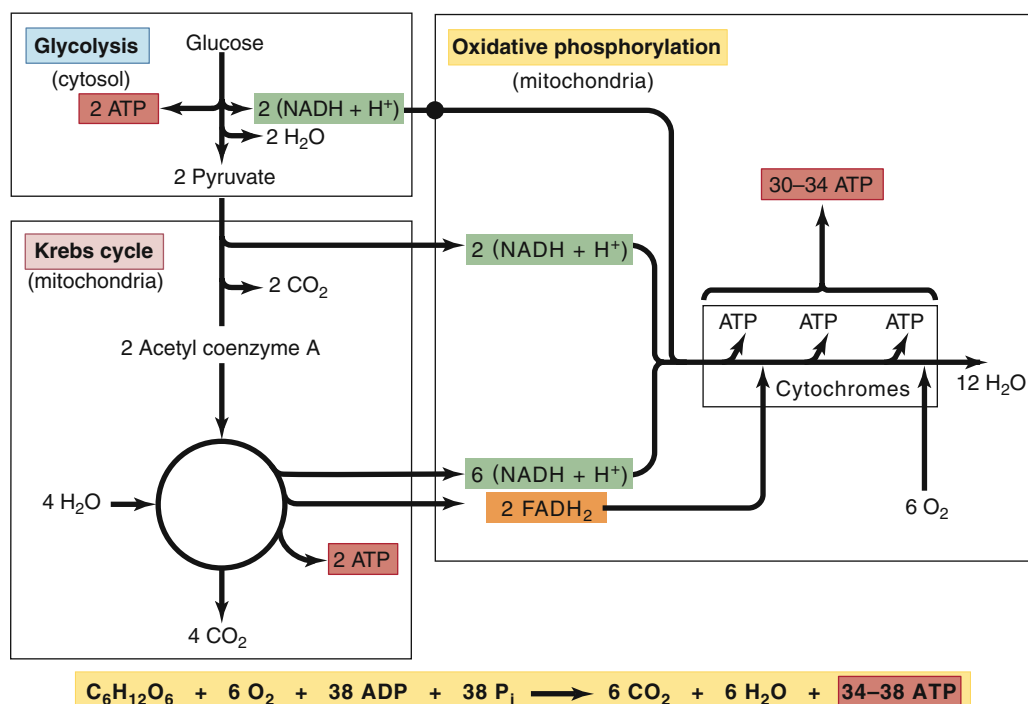 Glycolysis
(cytosol)
Glucose
2 ATP
2 (NADH + H⁺)
2 H₂O
2 Pyruvate
Krebs cycle
(mitochondria)
2 CO₂
2 Acetyl coenzyme A
4 H₂O
2 ATP
4 CO₂
Oxidative phosphorylation
(mitochondria)
30–34 ATP
2 (NADH + H⁺)
ATP ATP ATP
Cytochromes
12 H₂O
6 (NADH + H⁺)
2 FADH₂
6 O₂
C₆H₁₂O₆ + 6 O₂ + 38 ADP + 38 Pᵢ → 6 CO₂ + 6 H₂O + 34–38 ATP